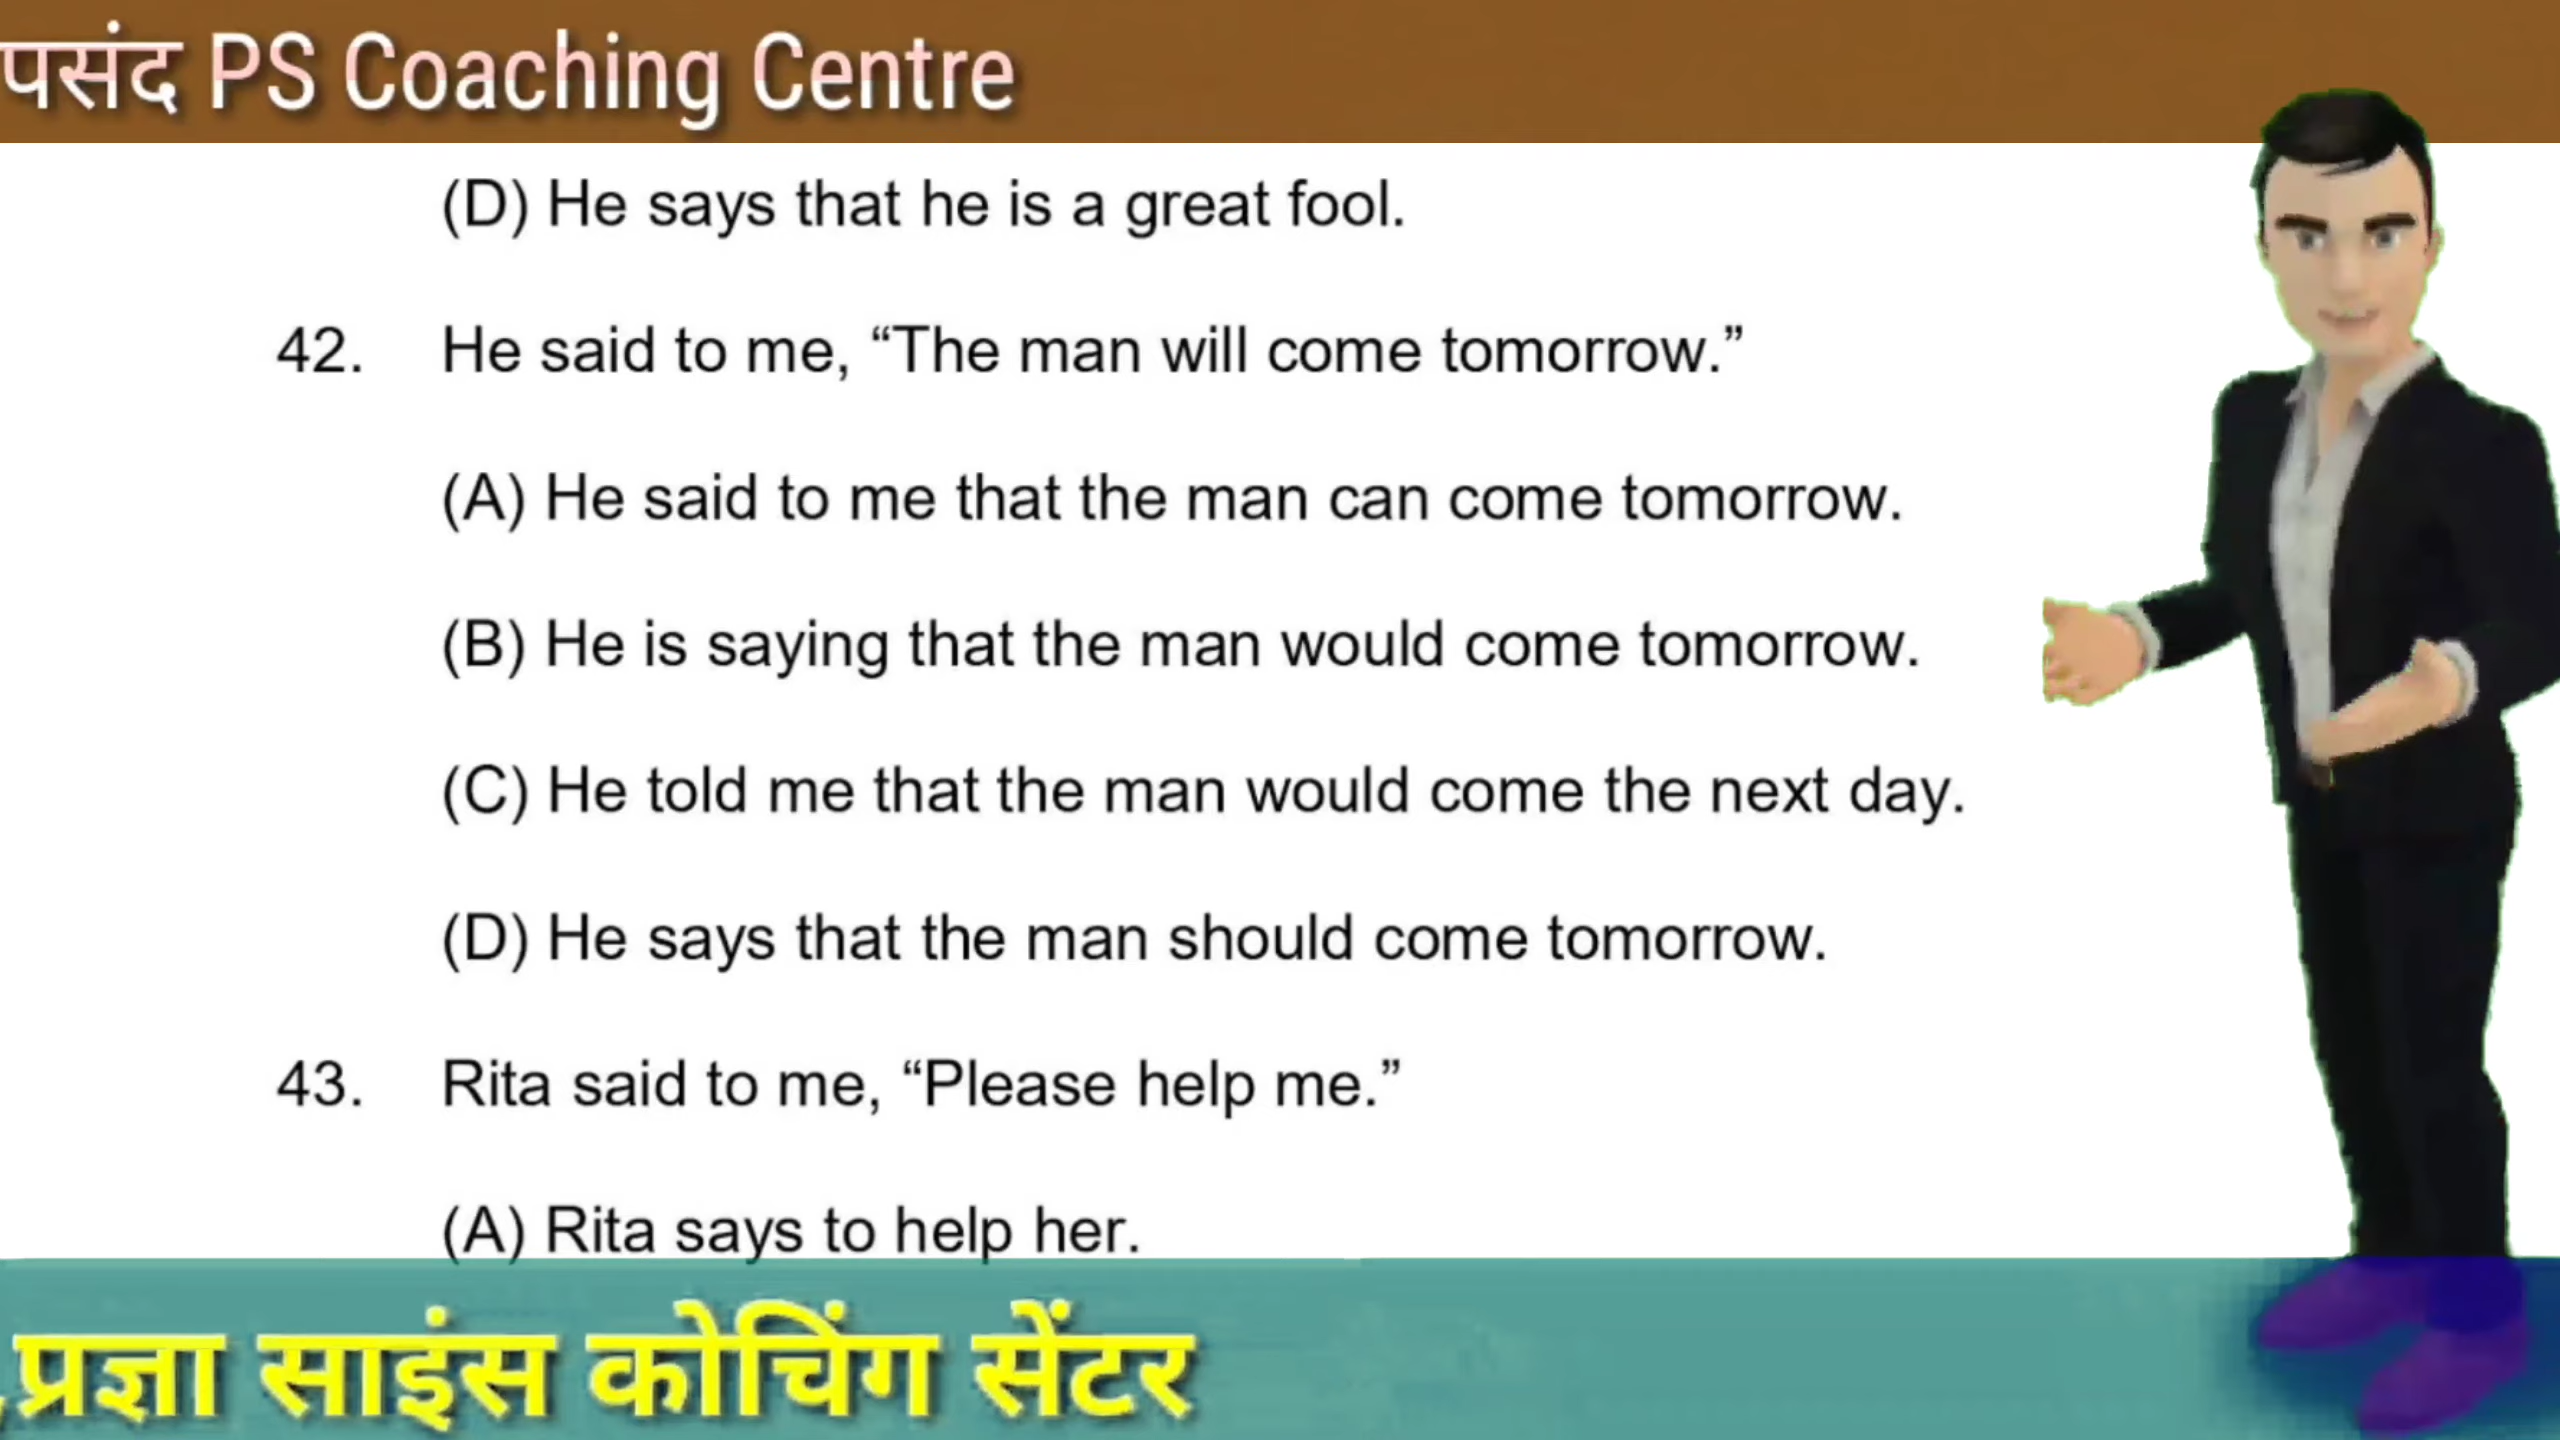 पसंद PS Coaching Centre
(D) He says that he is a great fool.
42. He said to me, “The man will come tomorrow.”
(A) He said to me that the man can come tomorrow.
(B) He is saying that the man would come tomorrow.
(C) He told me that the man would come the next day.
(D) He says that the man should come tomorrow.
43. Rita said to me, “Please help me.”
(A) Rita says to help her.
,प्रज्ञा साइंस कोचिंग सेंटर